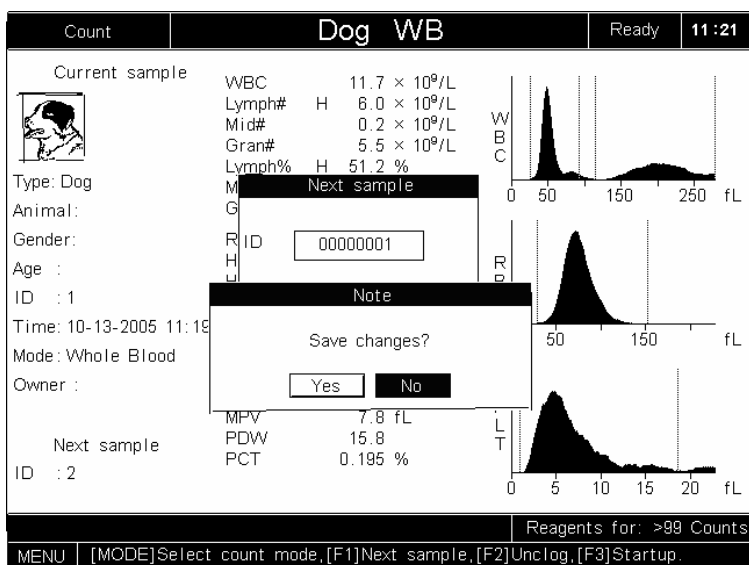 Count Dog WB Ready 11:21
Current sample
Type: Dog
Animal:
Gender:
Age :
ID : 1
Time: 10-13-2005 11:19
Mode: Whole Blood
Owner :
Next sample
ID : 2
WBC 11.7 × 10⁹/L
Lymph# H 6.0 × 10⁹/L
Mid# 0.2 × 10⁹/L
Gran# 5.5 × 10⁹/L
Lymph% H 51.2 %
M
G
R
H
Next sample
ID 00000001
Note
Save changes?
Yes No
MPV 7.8 fL
PDW 15.8
PCT 0.195 %
WBC
0 50 150 250 fL
R
50 150 fL
LT
0 5 10 15 20 fL
Reagents for: >99 Counts
MENU [MODE]Select count mode,[F1]Next sample,[F2]Unclog,[F3]Startup.